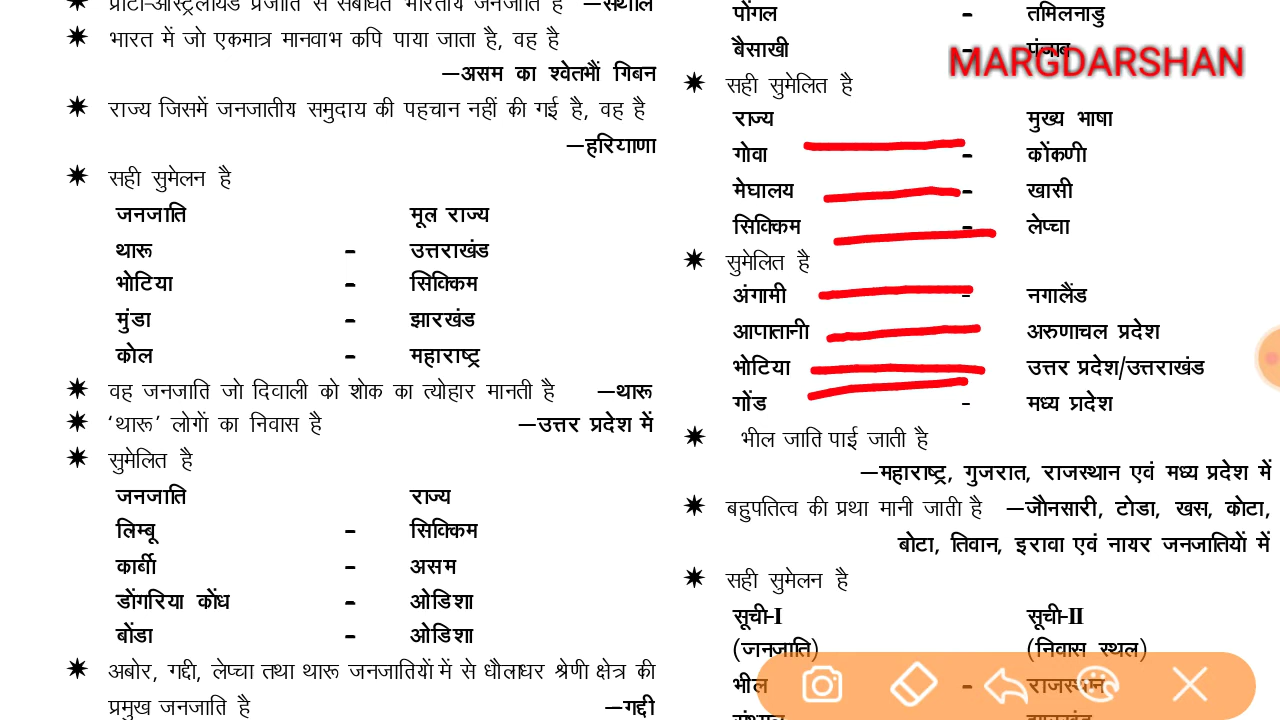 प्रोटो-ऑस्ट्रेलॉयड प्रजाति से संबंधित भारतीय जनजाति है —संथाल
✷ भारत में जो एकमात्र मानवाभ कपि पाया जाता है, वह है
—असम का श्वेतभौं गिबन
✷ राज्य जिसमें जनजातीय समुदाय की पहचान नहीं की गई है, वह है
—हरियाणा
✷ सही सुमेलन है
जनजाति मूल राज्य
थारू - उत्तराखंड
भोटिया - सिक्किम
मुंडा - झारखंड
कोल - महाराष्ट्र
✷ वह जनजाति जो दिवाली को शोक का त्योहार मानती है —थारू
✷ ‘थारू’ लोगों का निवास है —उत्तर प्रदेश में
✷ सुमेलित है
जनजाति राज्य
लिम्बू - सिक्किम
कार्बी - असम
डोंगरिया कोंध - ओडिशा
बोंडा - ओडिशा
✷ अबोर, गद्दी, लेप्चा तथा थारू जनजातियों में से धौलाधर श्रेणी क्षेत्र की
प्रमुख जनजाति है —गद्दी
पोंगल - तमिलनाडु
बैसाखी - पंजाब
MARGDARSHAN
✷ सही सुमेलित है
राज्य मुख्य भाषा
गोवा - कोंकणी
मेघालय - खासी
सिक्किम - लेप्चा
✷ सुमेलित है
अंगामी - नगालैंड
आपातानी - अरुणाचल प्रदेश
भोटिया - उत्तर प्रदेश/उत्तराखंड
गोंड - मध्य प्रदेश
✷ भील जाति पाई जाती है
—महाराष्ट्र, गुजरात, राजस्थान एवं मध्य प्रदेश में
✷ बहुपतित्व की प्रथा मानी जाती है —जौनसारी, टोडा, खस, कोटा,
बोटा, तिवान, इरावा एवं नायर जनजातियों में
✷ सही सुमेलन है
सूची-I सूची-II
(जनजाति) (निवास स्थल)
भील - राजस्थान